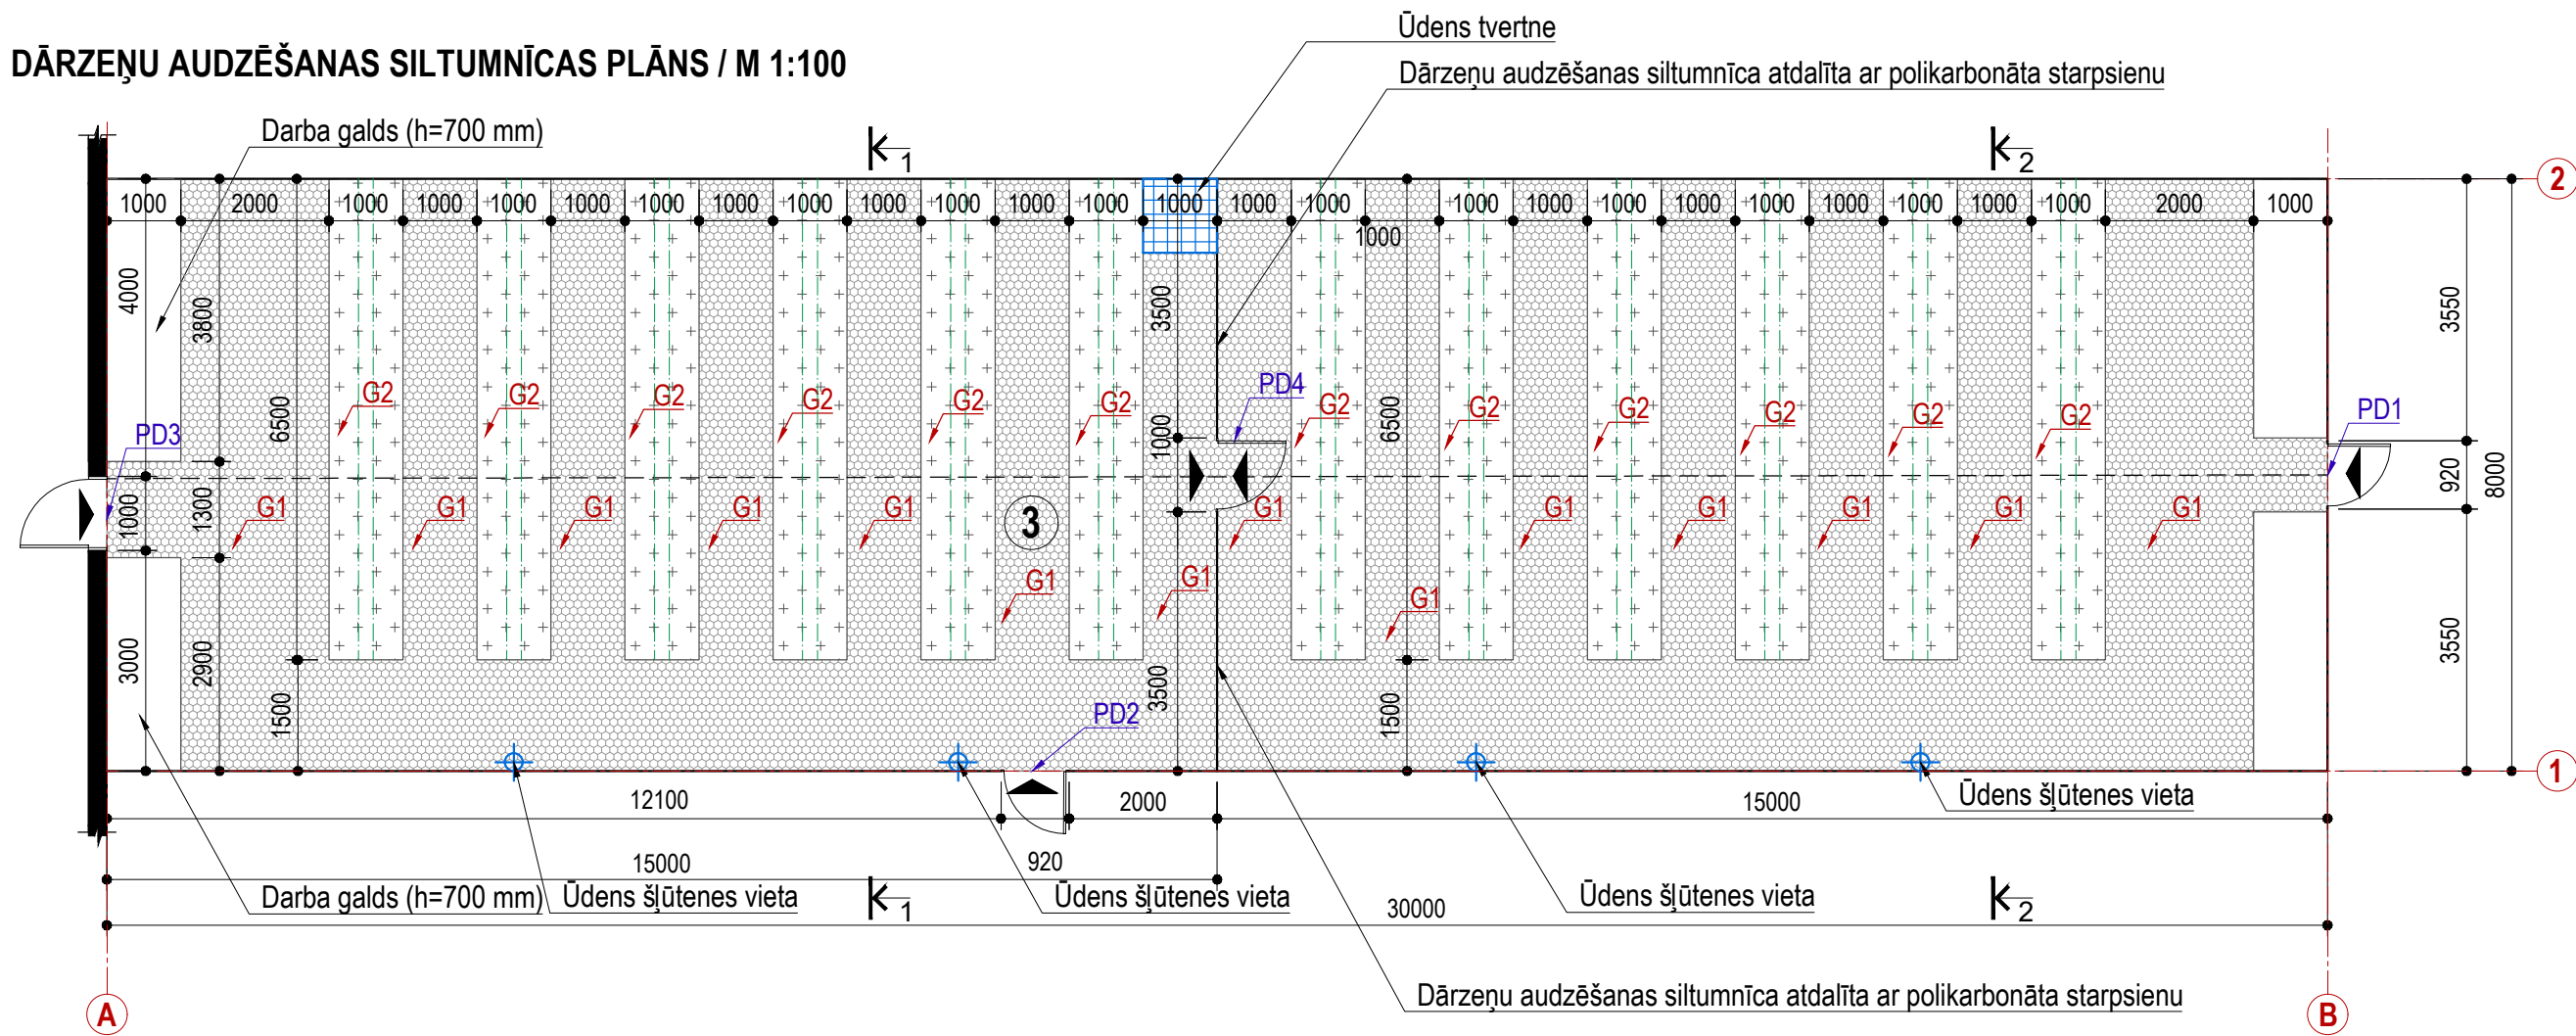 Ūdens tvertne
DĀRZEŅU AUDZĒŠANAS SILTUMNĪCAS PLĀNS / M 1:100
Dārzeņu audzēšanas siltumnīca atdalīta ar polikarbonāta starpsienu
Darba galds (h=700 mm)
1
2
2
1000 2000 1000 1000 1000 1000 1000 1000 1000 1000 1000 1000 1000 1000 1000 1000 1000 1000 1000 1000 1000 1000 1000 1000 2000 1000
1000
4000
3800
6500
3500
6500
3550
G2 G2 G2 G2 G2 G2 G2 G2 G2 G2 G2 G2
PD4
PD1
PD3
1000
920
8000
1000
1300
G1 G1 G1 G1 G1 G1 G1 G1 G1 G1 G1
3
G1 G1 G1
3000
2900
1500
3500
1500
3550
PD2
1
12100 2000 15000
Ūdens šļūtenes vieta
15000 920
Darba galds (h=700 mm) Ūdens šļūtenes vieta 1 Ūdens šļūtenes vieta Ūdens šļūtenes vieta 2
30000
Dārzeņu audzēšanas siltumnīca atdalīta ar polikarbonāta starpsienu
A B